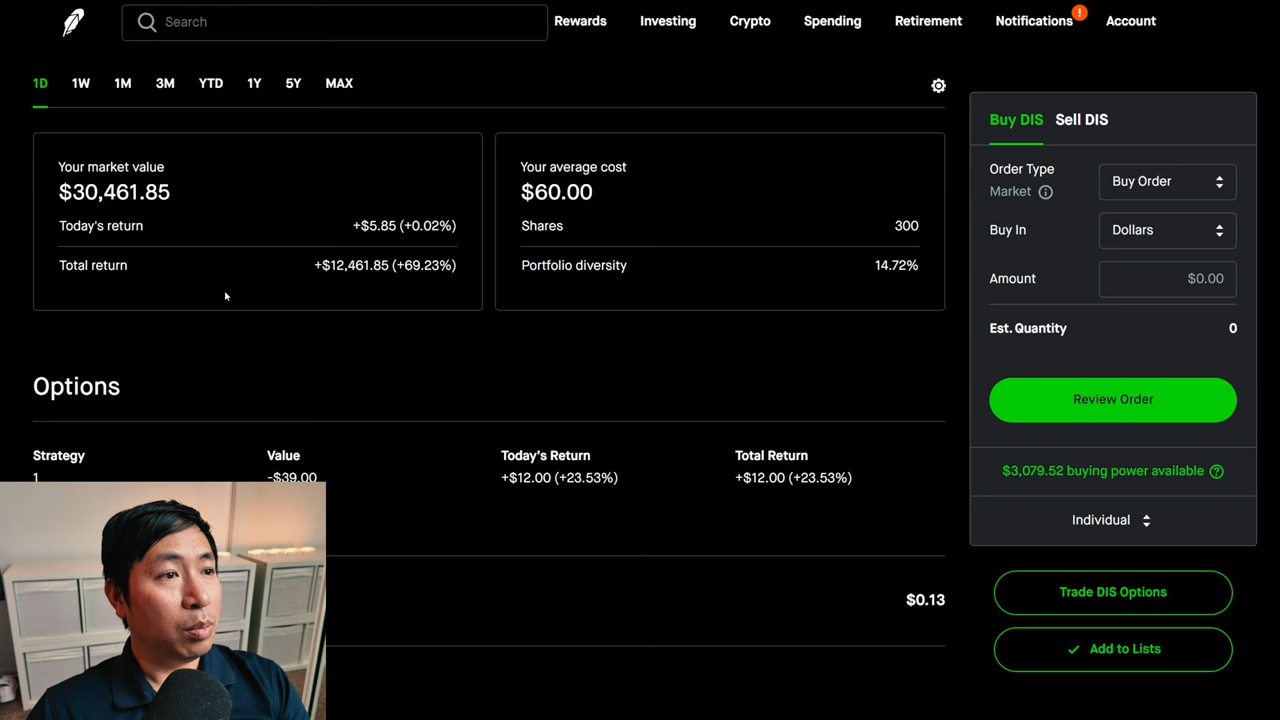 Search
Rewards
Investing
Crypto
Spending
Retirement
Notifications
!
Account
1D
1W
1M
3M
YTD
1Y
5Y
MAX
Your market value
$30,461.85
Today's return
+$5.85 (+0.02%)
Total return
+$12,461.85 (+69.23%)
Your average cost
$60.00
Shares
300
Portfolio diversity
14.72%
Buy DIS
Sell DIS
Order Type
Market
Buy Order
Buy In
Dollars
Amount
$0.00
Est. Quantity
0
Review Order
$3,079.52 buying power available
Individual
Trade DIS Options
Add to Lists
Options
Strategy
Value
Today's Return
Total Return
1
-$39.00
+$12.00 (+23.53%)
+$12.00 (+23.53%)
$0.13